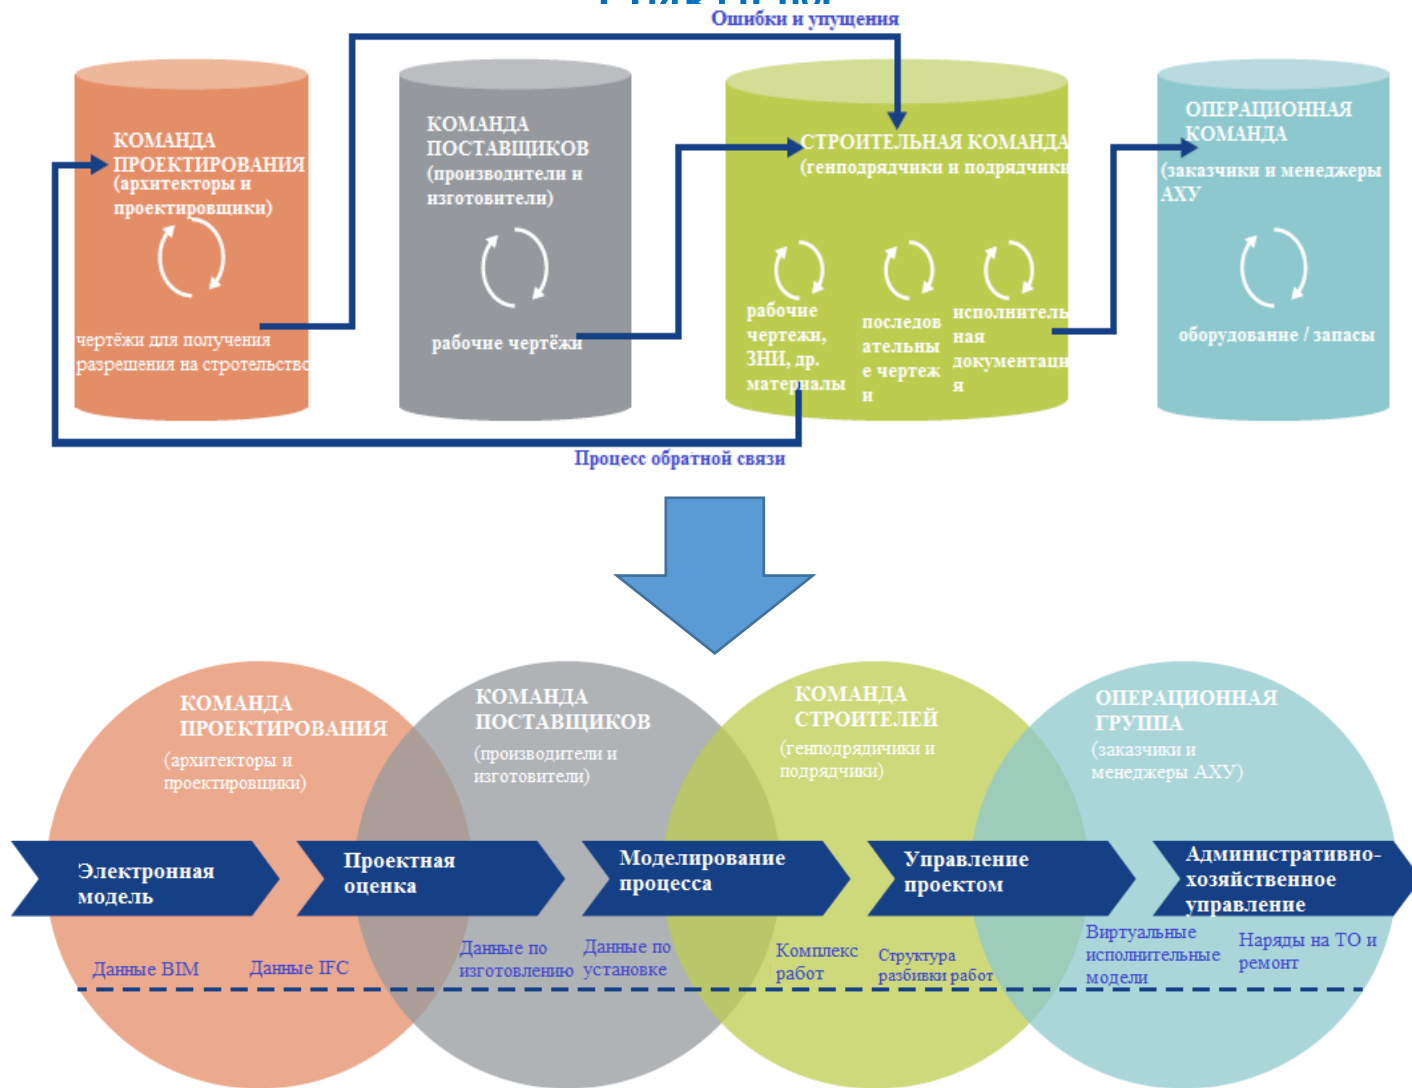 Ошибки и упущения
КОМАНДА
ПРОЕКТИРОВАНИЯ
(архитекторы и
проектировщики)
чертёжи для получения
разрешения на стротельство
КОМАНДА
ПОСТАВЩИКОВ
(производители и
изготовители)
рабочие чертёжи
СТРОИТЕЛЬНАЯ КОМАНДА
(генподрядчики и подрядчики
рабочие
чертежи,
ЗНИ, др.
материалы
последов
ательны
е чертеж
и
исполнитель
ная
документаци
я
ОПЕРАЦИОННАЯ
КОМАНДА
(заказчики и менеджеры
АХУ
оборудование / запасы
Процесс обратной связи
КОМАНДА
ПРОЕКТИРОВАНИЯ
(архитекторы и
проектировщики)
КОМАНДА
ПОСТАВЩИКОВ
(производители и
изготовители)
КОМАНДА
СТРОИТЕЛЕЙ
(генподрядичики и
подрядчики)
ОПЕРАЦИОННАЯ
ГРУППА
(заказчики и
менеджеры АХУ)
Электронная
модель
Проектная
оценка
Моделирование
процесса
Управление
проектом
Административно-
хозяйственное
управление
Данные BIM
Данные IFC
Данные по
изготовлению
Данные по
установке
Комплекс
работ
Структура
разбивки работ
Виртуальные
исполнительные
модели
Наряды на ТО и
ремонт